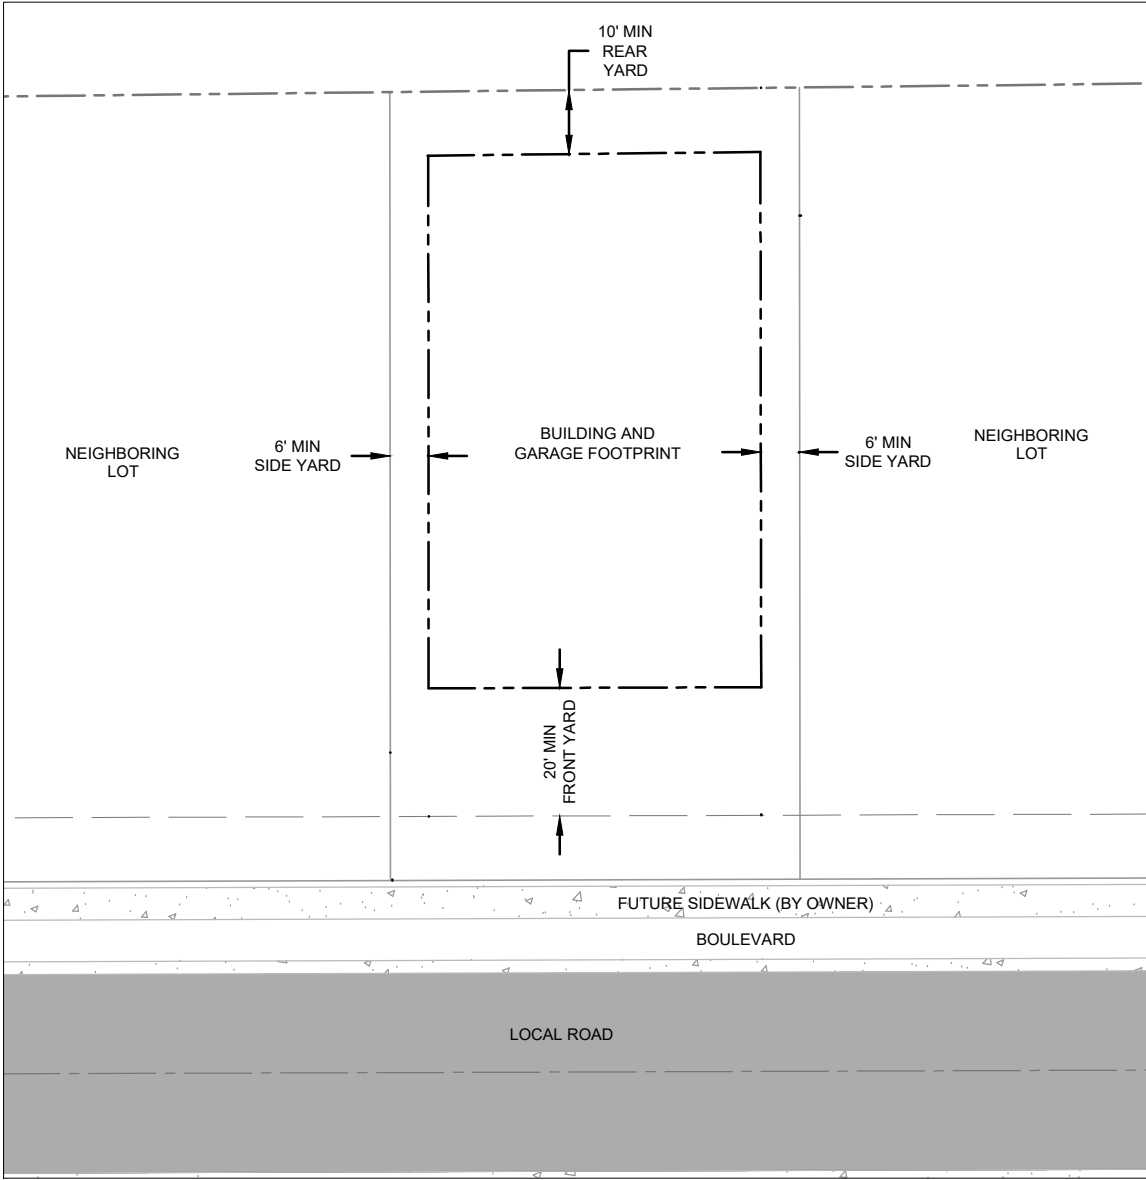 10' MIN
REAR
YARD
NEIGHBORING
LOT
6' MIN
SIDE YARD
BUILDING AND
GARAGE FOOTPRINT
6' MIN
SIDE YARD
NEIGHBORING
LOT
20' MIN
FRONT YARD
FUTURE SIDEWALK (BY OWNER)
BOULEVARD
LOCAL ROAD